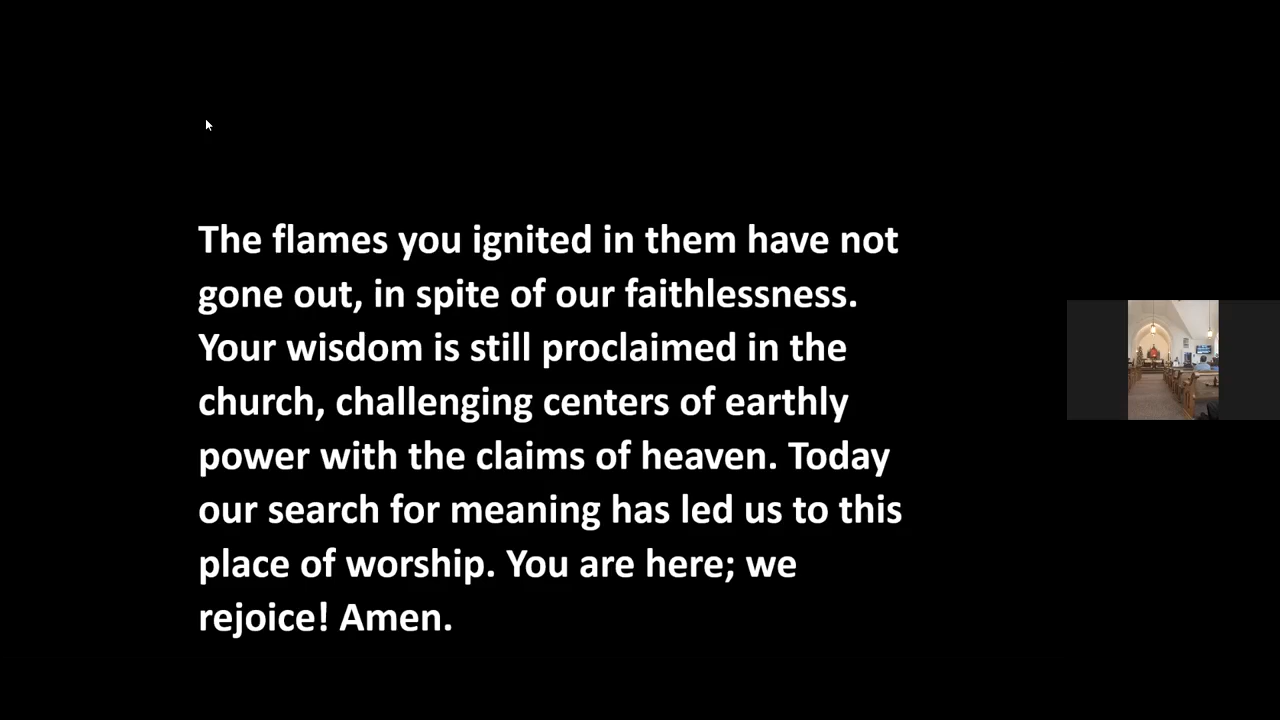 The flames you ignited in them have not
gone out, in spite of our faithlessness.
Your wisdom is still proclaimed in the
church, challenging centers of earthly
power with the claims of heaven. Today
our search for meaning has led us to this
place of worship. You are here; we
rejoice! Amen.